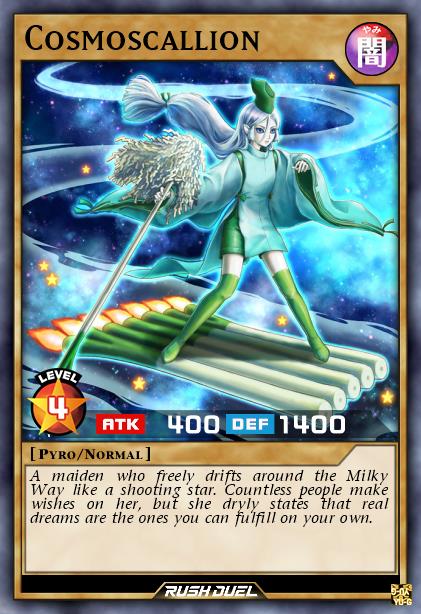 Cosmoscallion
やみ
闇
LEVEL
4
ATK 400 DEF 1400
[Pyro/Normal]
A maiden who freely drifts around the Milky
Way like a shooting star. Countless people make
wishes on her, but she dryly states that real
dreams are the ones you can fulfill on your own.
RUSH DUEL